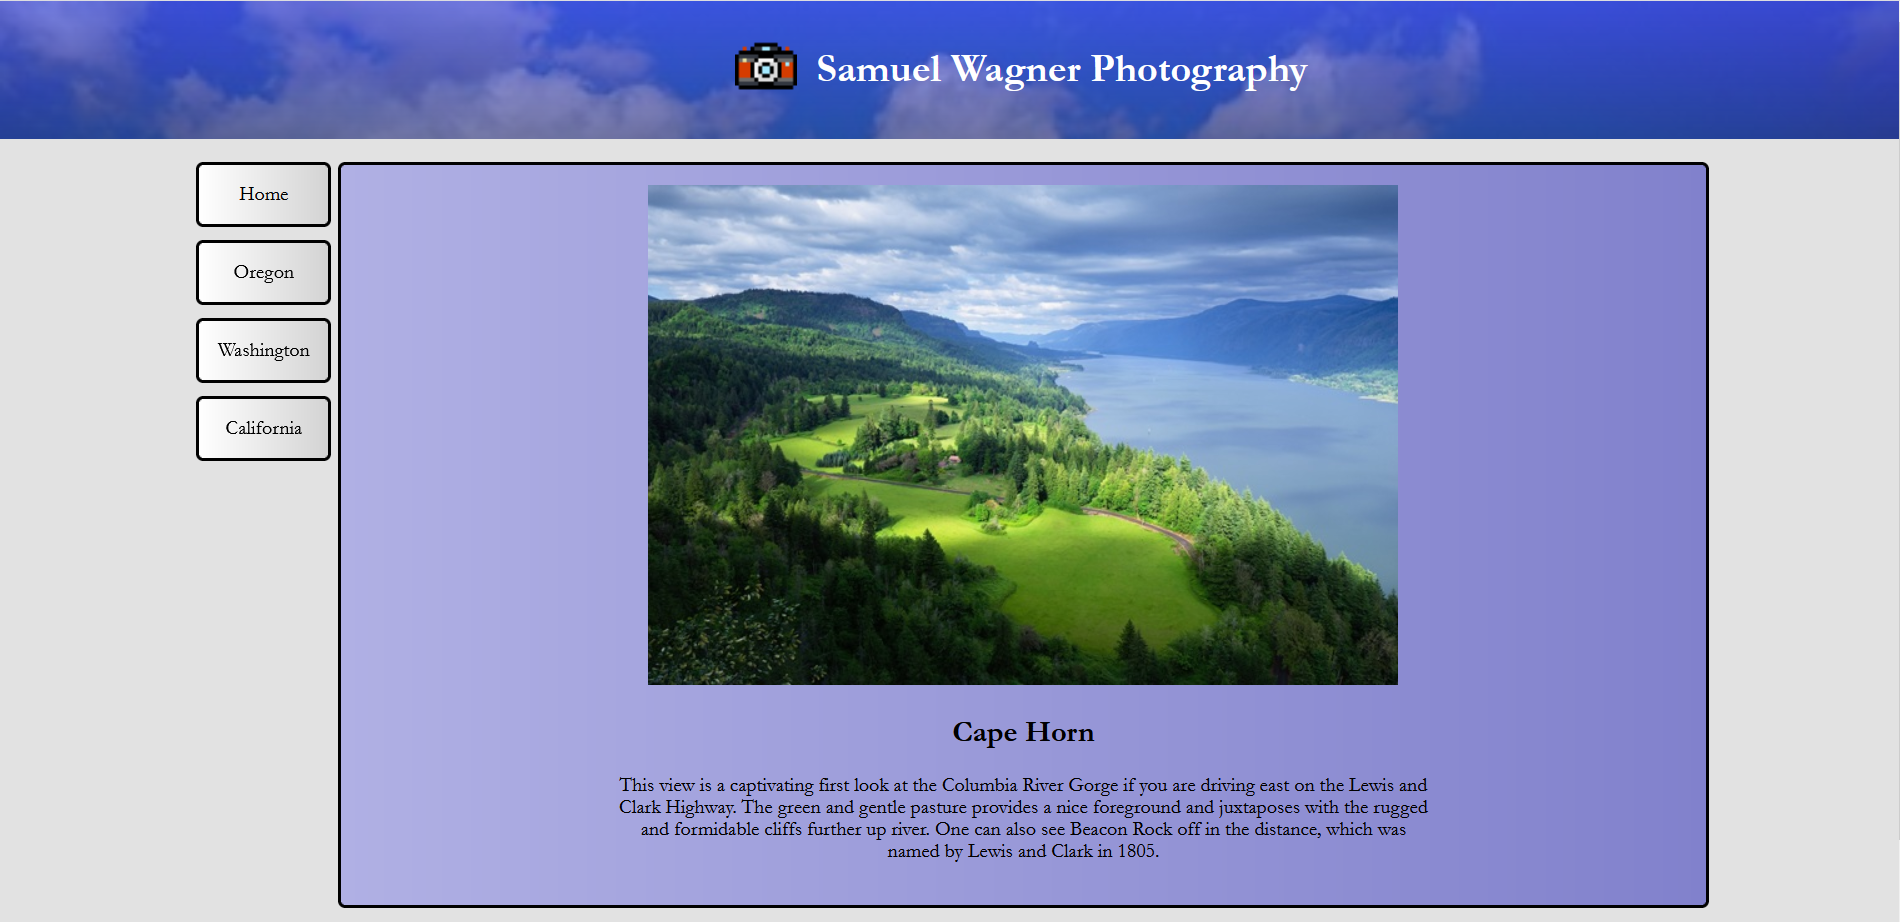 Samuel Wagner Photography
Home
Oregon
Washington
California
Cape Horn
This view is a captivating first look at the Columbia River Gorge if you are driving east on the Lewis and
Clark Highway. The green and gentle pasture provides a nice foreground and juxtaposes with the rugged
and formidable cliffs further up river. One can also see Beacon Rock off in the distance, which was
named by Lewis and Clark in 1805.